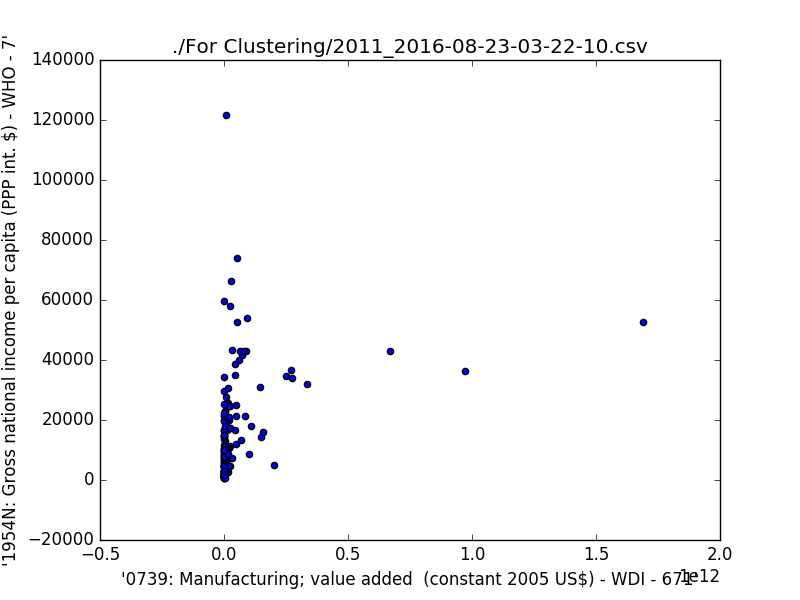 ./For Clustering/2011_2016-08-23-03-22-10.csv
'1954N: Gross national income per capita (PPP int. $) - WHO - 7'
140000
120000
100000
80000
60000
40000
20000
0
−20000
−0.5 0.0 0.5 1.0 1.5 2.0
1e12
'0739: Manufacturing; value added (constant 2005 US$) - WDI - 671'